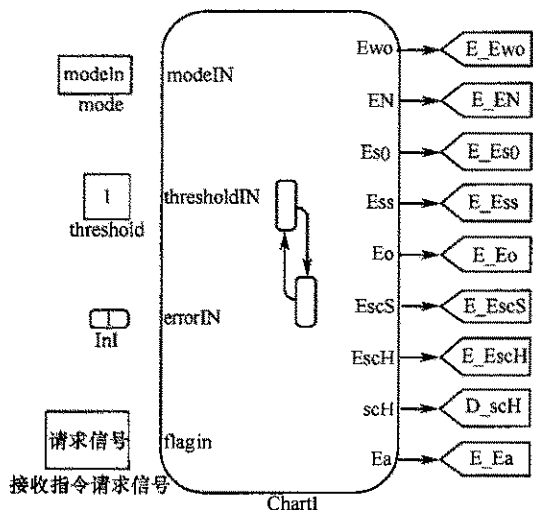 Ewo
E_Ewo
modeIn
modeIN
mode
EN
E_EN
Es0
E_Es0
1
thresholdIN
Ess
E_Ess
threshold
Eo
E_Eo
EscS
E_EscS
1
errorIN
In1
EscH
E_EscH
scH
D_scH
请求信号
flagin
Ea
E_Ea
接收指令请求信号
Chart1